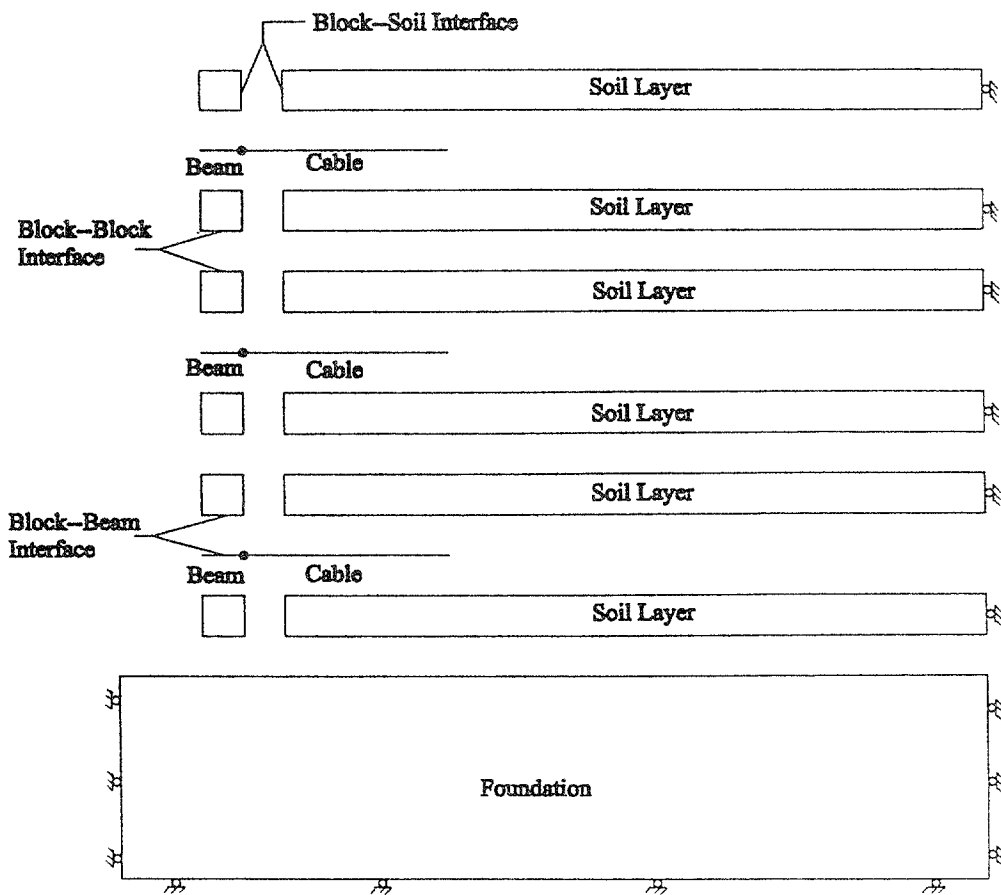 Block-Soil Interface
Soil Layer
Beam
Cable
Soil Layer
Block-Block
Interface
Soil Layer
Beam
Cable
Soil Layer
Soil Layer
Block-Beam
Interface
Beam
Cable
Soil Layer
Foundation